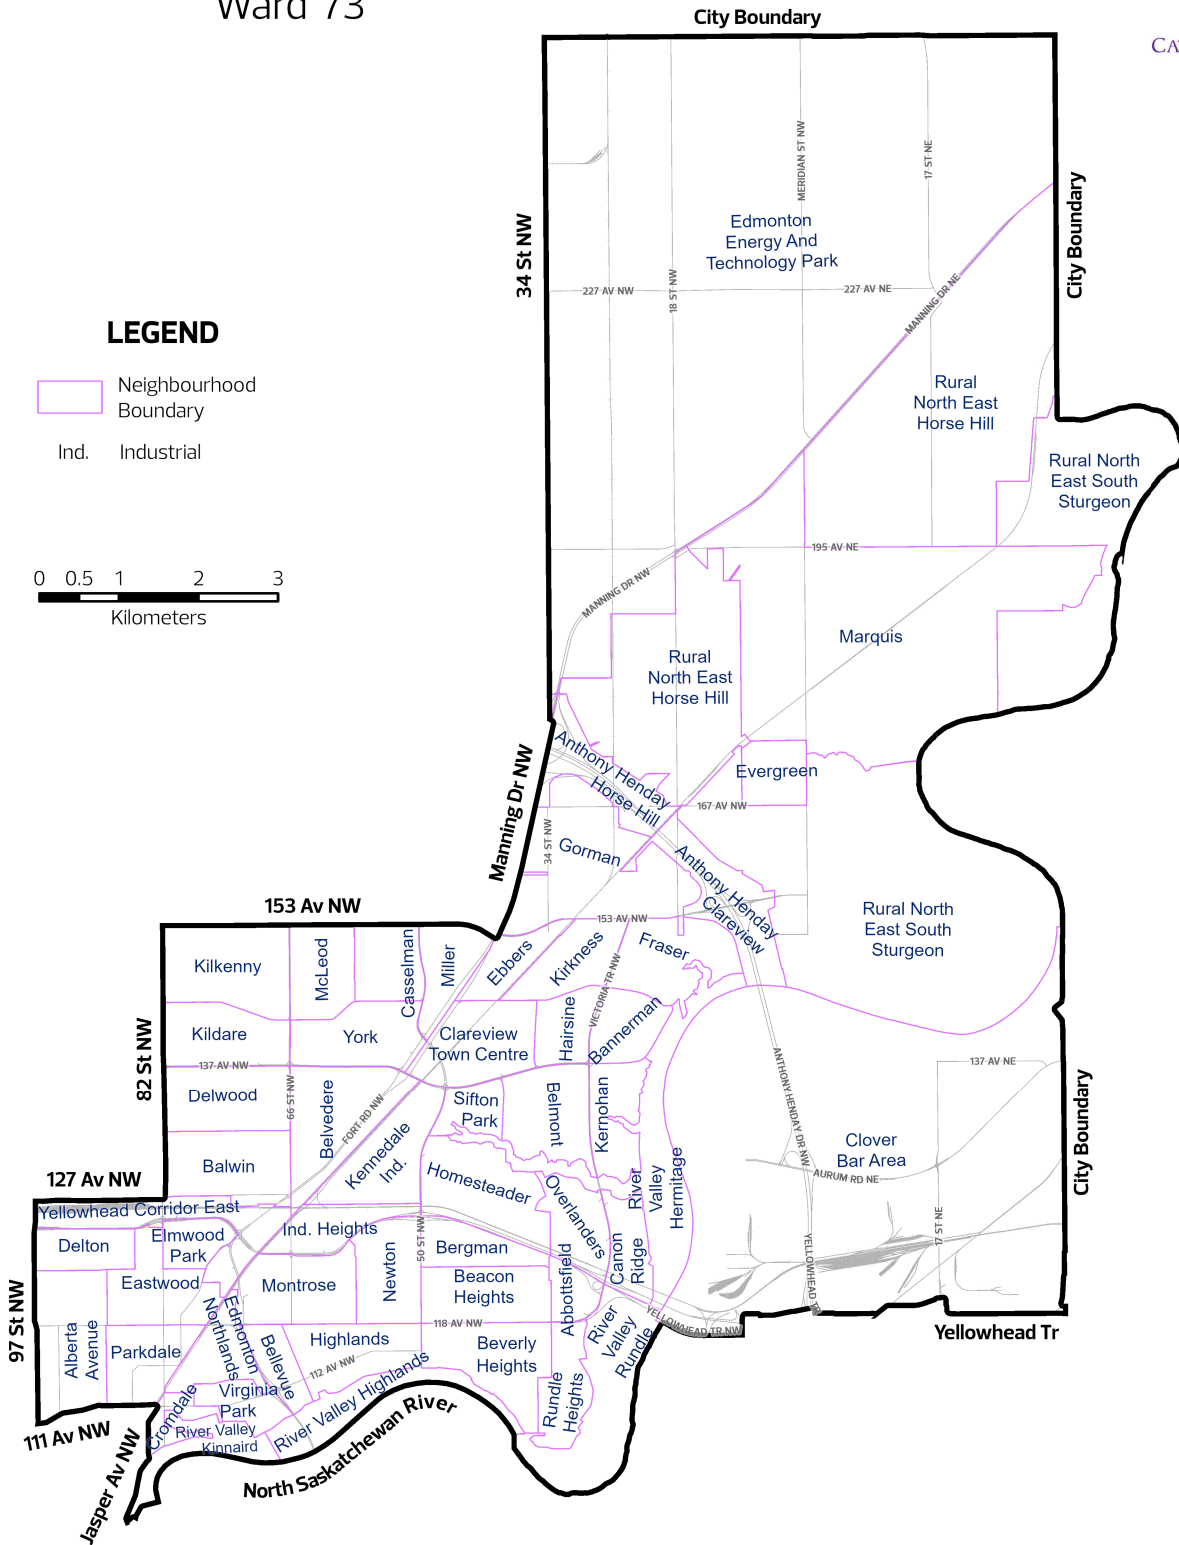 Ward 73
City Boundary
CA
34 St NW
MERIDIAN ST NW
17 ST NE
City Boundary
Edmonton
Energy And
Technology Park
18 ST NW
227 AV NW
227 AV NE
MANNING DR NE
LEGEND
Neighbourhood
Boundary
Ind. Industrial
Rural
North East
Horse Hill
Rural North
East South
Sturgeon
195 AV NE
0 0.5 1 2 3
Kilometers
MANNING DR NW
Marquis
Rural
North East
Horse Hill
Anthony Henday
Horse Hill
Evergreen
167 AV NW
Manning Dr NW
34 ST NW
Gorman
Anthony Henday
Clareview
153 Av NW
153 AV NW
Rural North
East South
Sturgeon
Kilkenny
McLeod
Casselman
Miller
Ebbers
Kirkness
Fraser
VICTORIA TR NW
82 St NW
Kildare
York
Clareview
Town Centre
Hairsine
Bannerman
137 AV NW
137 AV NE
66 ST NW
Delwood
Belvedere
FORT RD NW
Sifton
Park
Belmont
Kernohan
ANTHONY HENDAY DR NW
City Boundary
Balwin
Kennedale
Ind.
Homesteader
Overlanders
River
Valley
Hermitage
Clover
Bar Area
AURUM RD NE
127 Av NW
Yellowhead Corridor East
Delton
Elmwood
Park
Ind. Heights
50 ST NW
Bergman
Canon
Ridge
17 ST NE
YELLOWHEAD TR
97 St NW
Eastwood
Montrose
Newton
Beacon
Heights
Abbottsfield
YELLOWHEAD TR NW
Yellowhead Tr
118 AV NW
Alberta
Avenue
Parkdale
Edmonton
Northlands
Bellevue
Highlands
112 AV NW
Beverly
Heights
River
Valley
Rundle
Rundle
Heights
Virginia
Park
Cromdale
River Valley
Kinnaird
River Valley Highlands
111 Av NW
Jasper Av NW
North Saskatchewan River